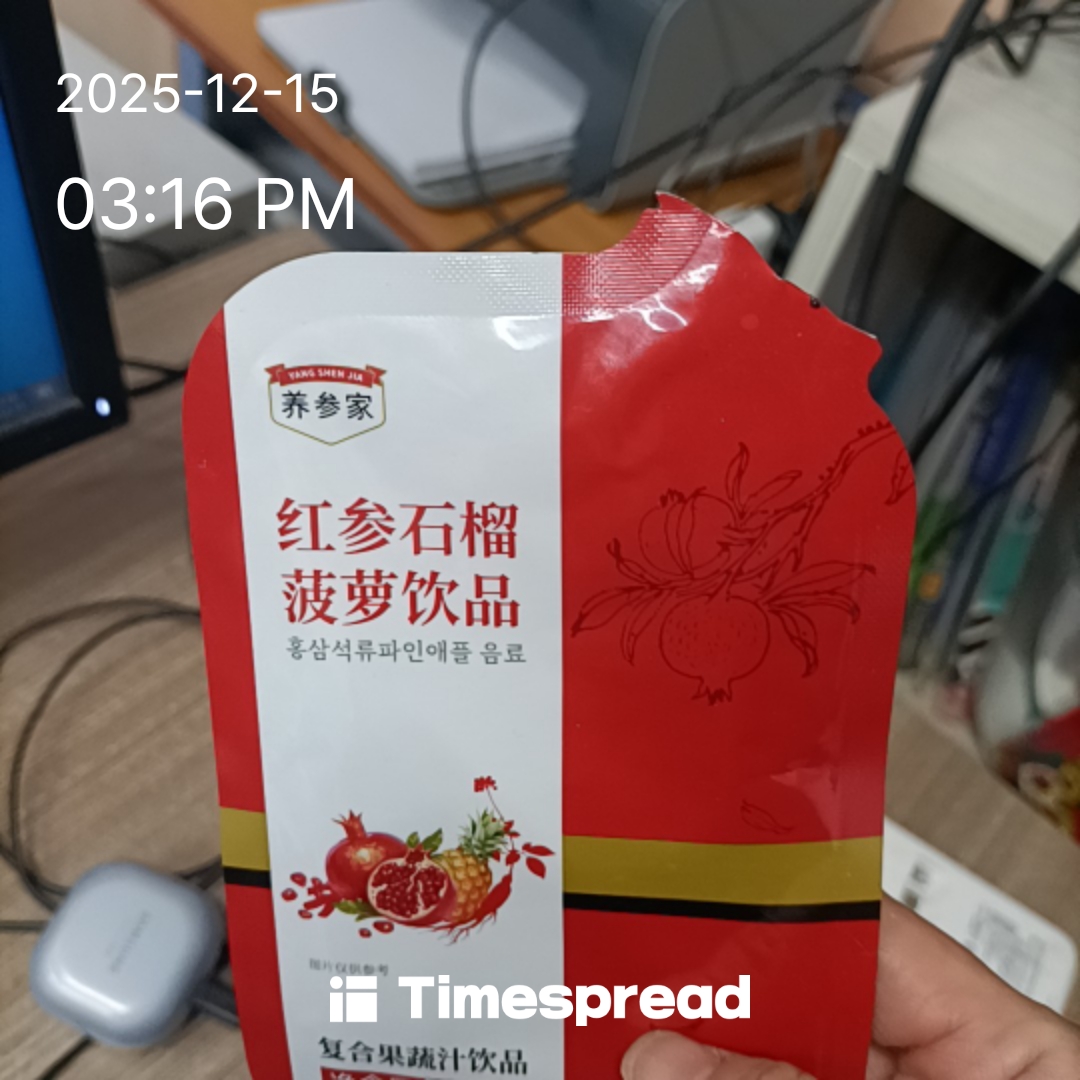 2025-12-15
03:16 PM
YANG SHEN JIA
养参家
红参石榴
菠萝饮品
홍삼석류파인애플 음료
图片仅供参考
Timespread
复合果蔬汁饮品